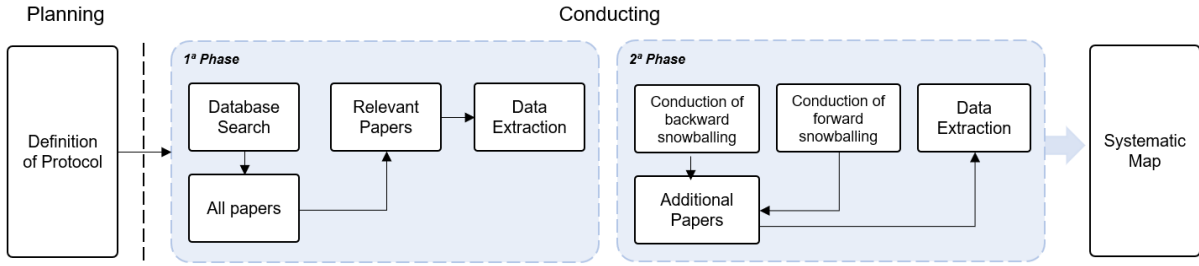 Planning
Conducting
Definition
of Protocol
1ª Phase
Database
Search
All papers
Relevant
Papers
Data
Extraction
2ª Phase
Conduction of
backward
snowballing
Conduction of
forward
snowballing
Additional
Papers
Data
Extraction
Systematic
Map